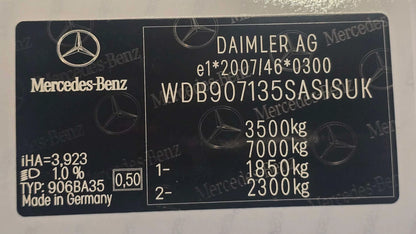 Mercedes-Benz
DAIMLER AG
e1*2007/46*0300
WDB907135SASISUK
3500kg
7000kg
1- 1850kg
2- 2300kg
iHA=3,923
1.0 %
TYP: 906BA35
0,50
Made in Germany